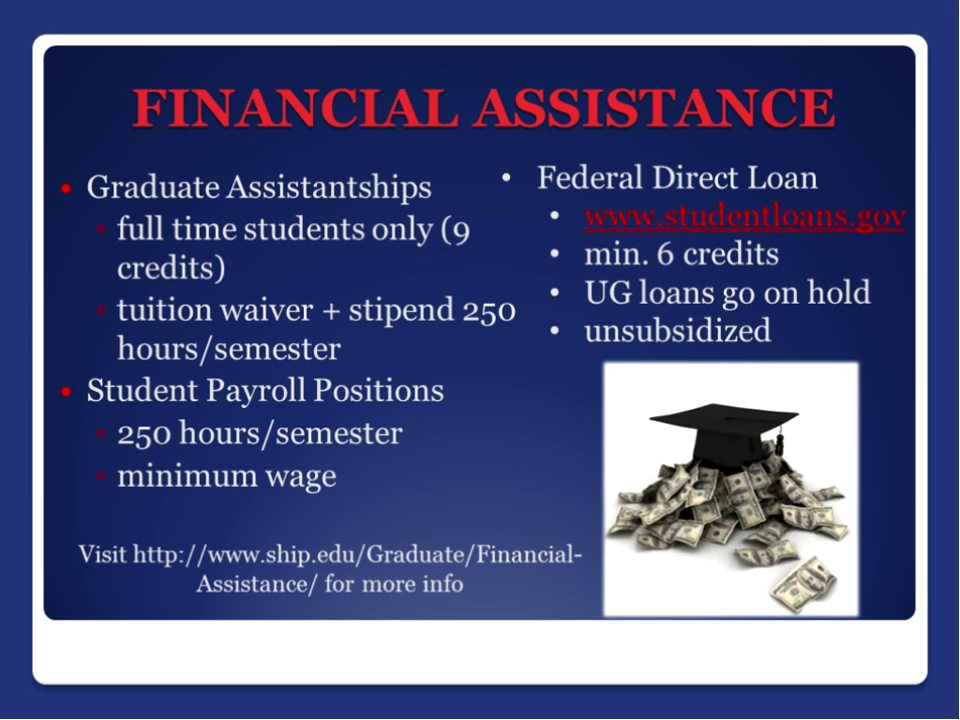 FINANCIAL ASSISTANCE
• Graduate Assistantships
◦ full time students only (9
credits)
◦ tuition waiver + stipend 250
hours/semester
• Student Payroll Positions
◦ 250 hours/semester
◦ minimum wage
Visit http://www.ship.edu/Graduate/Financial-
Assistance/ for more info
• Federal Direct Loan
• www.studentloans.gov
• min. 6 credits
• UG loans go on hold
• unsubsidized